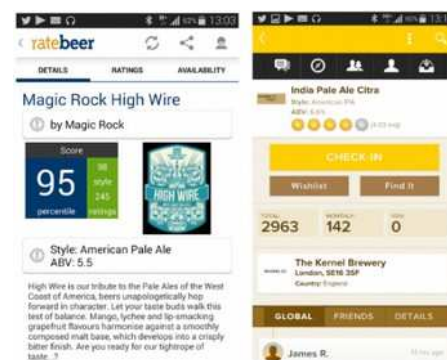 13:03
ratebeer
DETAILS
RATINGS
AVAILABILITY
Magic Rock High Wire
by Magic Rock
Score
95
percentile
98
style
245
ratings
HIGH WIRE
Style: American Pale Ale
ABV: 5.5
High Wire is our tribute to the Pale Ales of the West
Coast of America, beers unapologetically hop
forward in character. Let your taste buds walk this
test of balance. Mango, lychee and lip-smacking
grapefruit flavours harmonise against a smoothly
composed malt base, which develops into a crisply
bitter finish. Are you ready for our tightrope of
taste..?
India Pale Ale Citra
Style: American IPA
CHECK-IN
Wishlist
Find It
TOTAL
2963
MONTHLY
142
YOU
0
The Kernel Brewery
London, SE16 3SF
Country: England
GLOBAL
FRIENDS
DETAILS
James R.